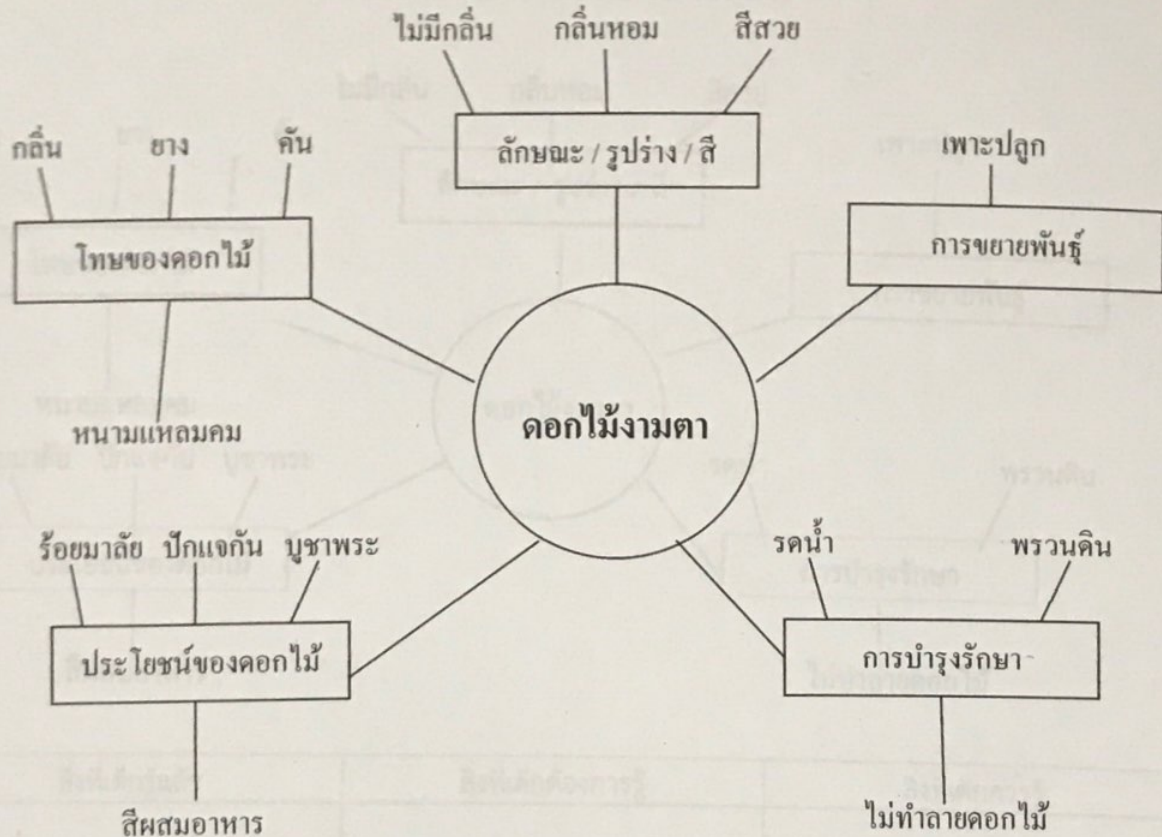 ไม่มีกลิ่น กลิ่นหอม สีสวย
ลักษณะ / รูปร่าง / สี
กลิ่น ยาง คัน
โทษของดอกไม้
หนามแหลมคม
เพาะปลูก
การขยายพันธุ์
ดอกไม้งามตา
ร้อยมาลัย ปักแจกัน บูชาพระ
ประโยชน์ของดอกไม้
สีผสมอาหาร
รดน้ำ พรวนดิน
การบำรุงรักษา
ไม่ทำลายดอกไม้